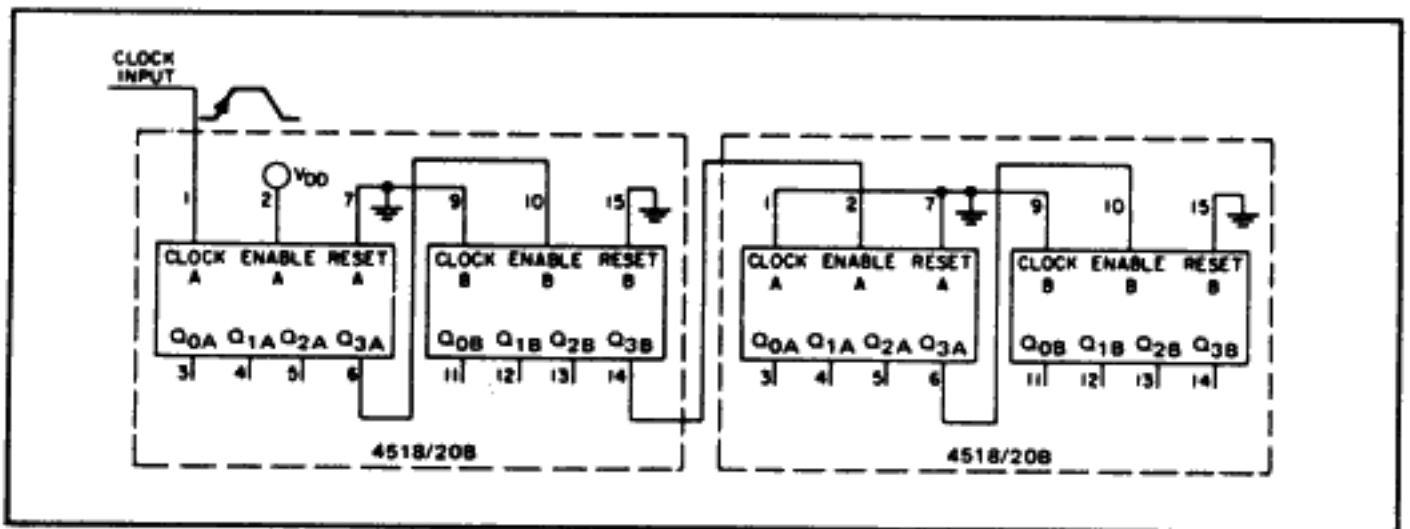 CLOCK
INPUT
VDD
1 2 7 9 10 15 1 2 7 9 10 15
CLOCK ENABLE RESET CLOCK ENABLE RESET CLOCK ENABLE RESET CLOCK ENABLE RESET
A A A B B B A A A B B B
Q0A Q1A Q2A Q3A Q0B Q1B Q2B Q3B Q0A Q1A Q2A Q3A Q0B Q1B Q2B Q3B
3 4 5 6 11 12 13 14 3 4 5 6 11 12 13 14
4518/20B 4518/20B